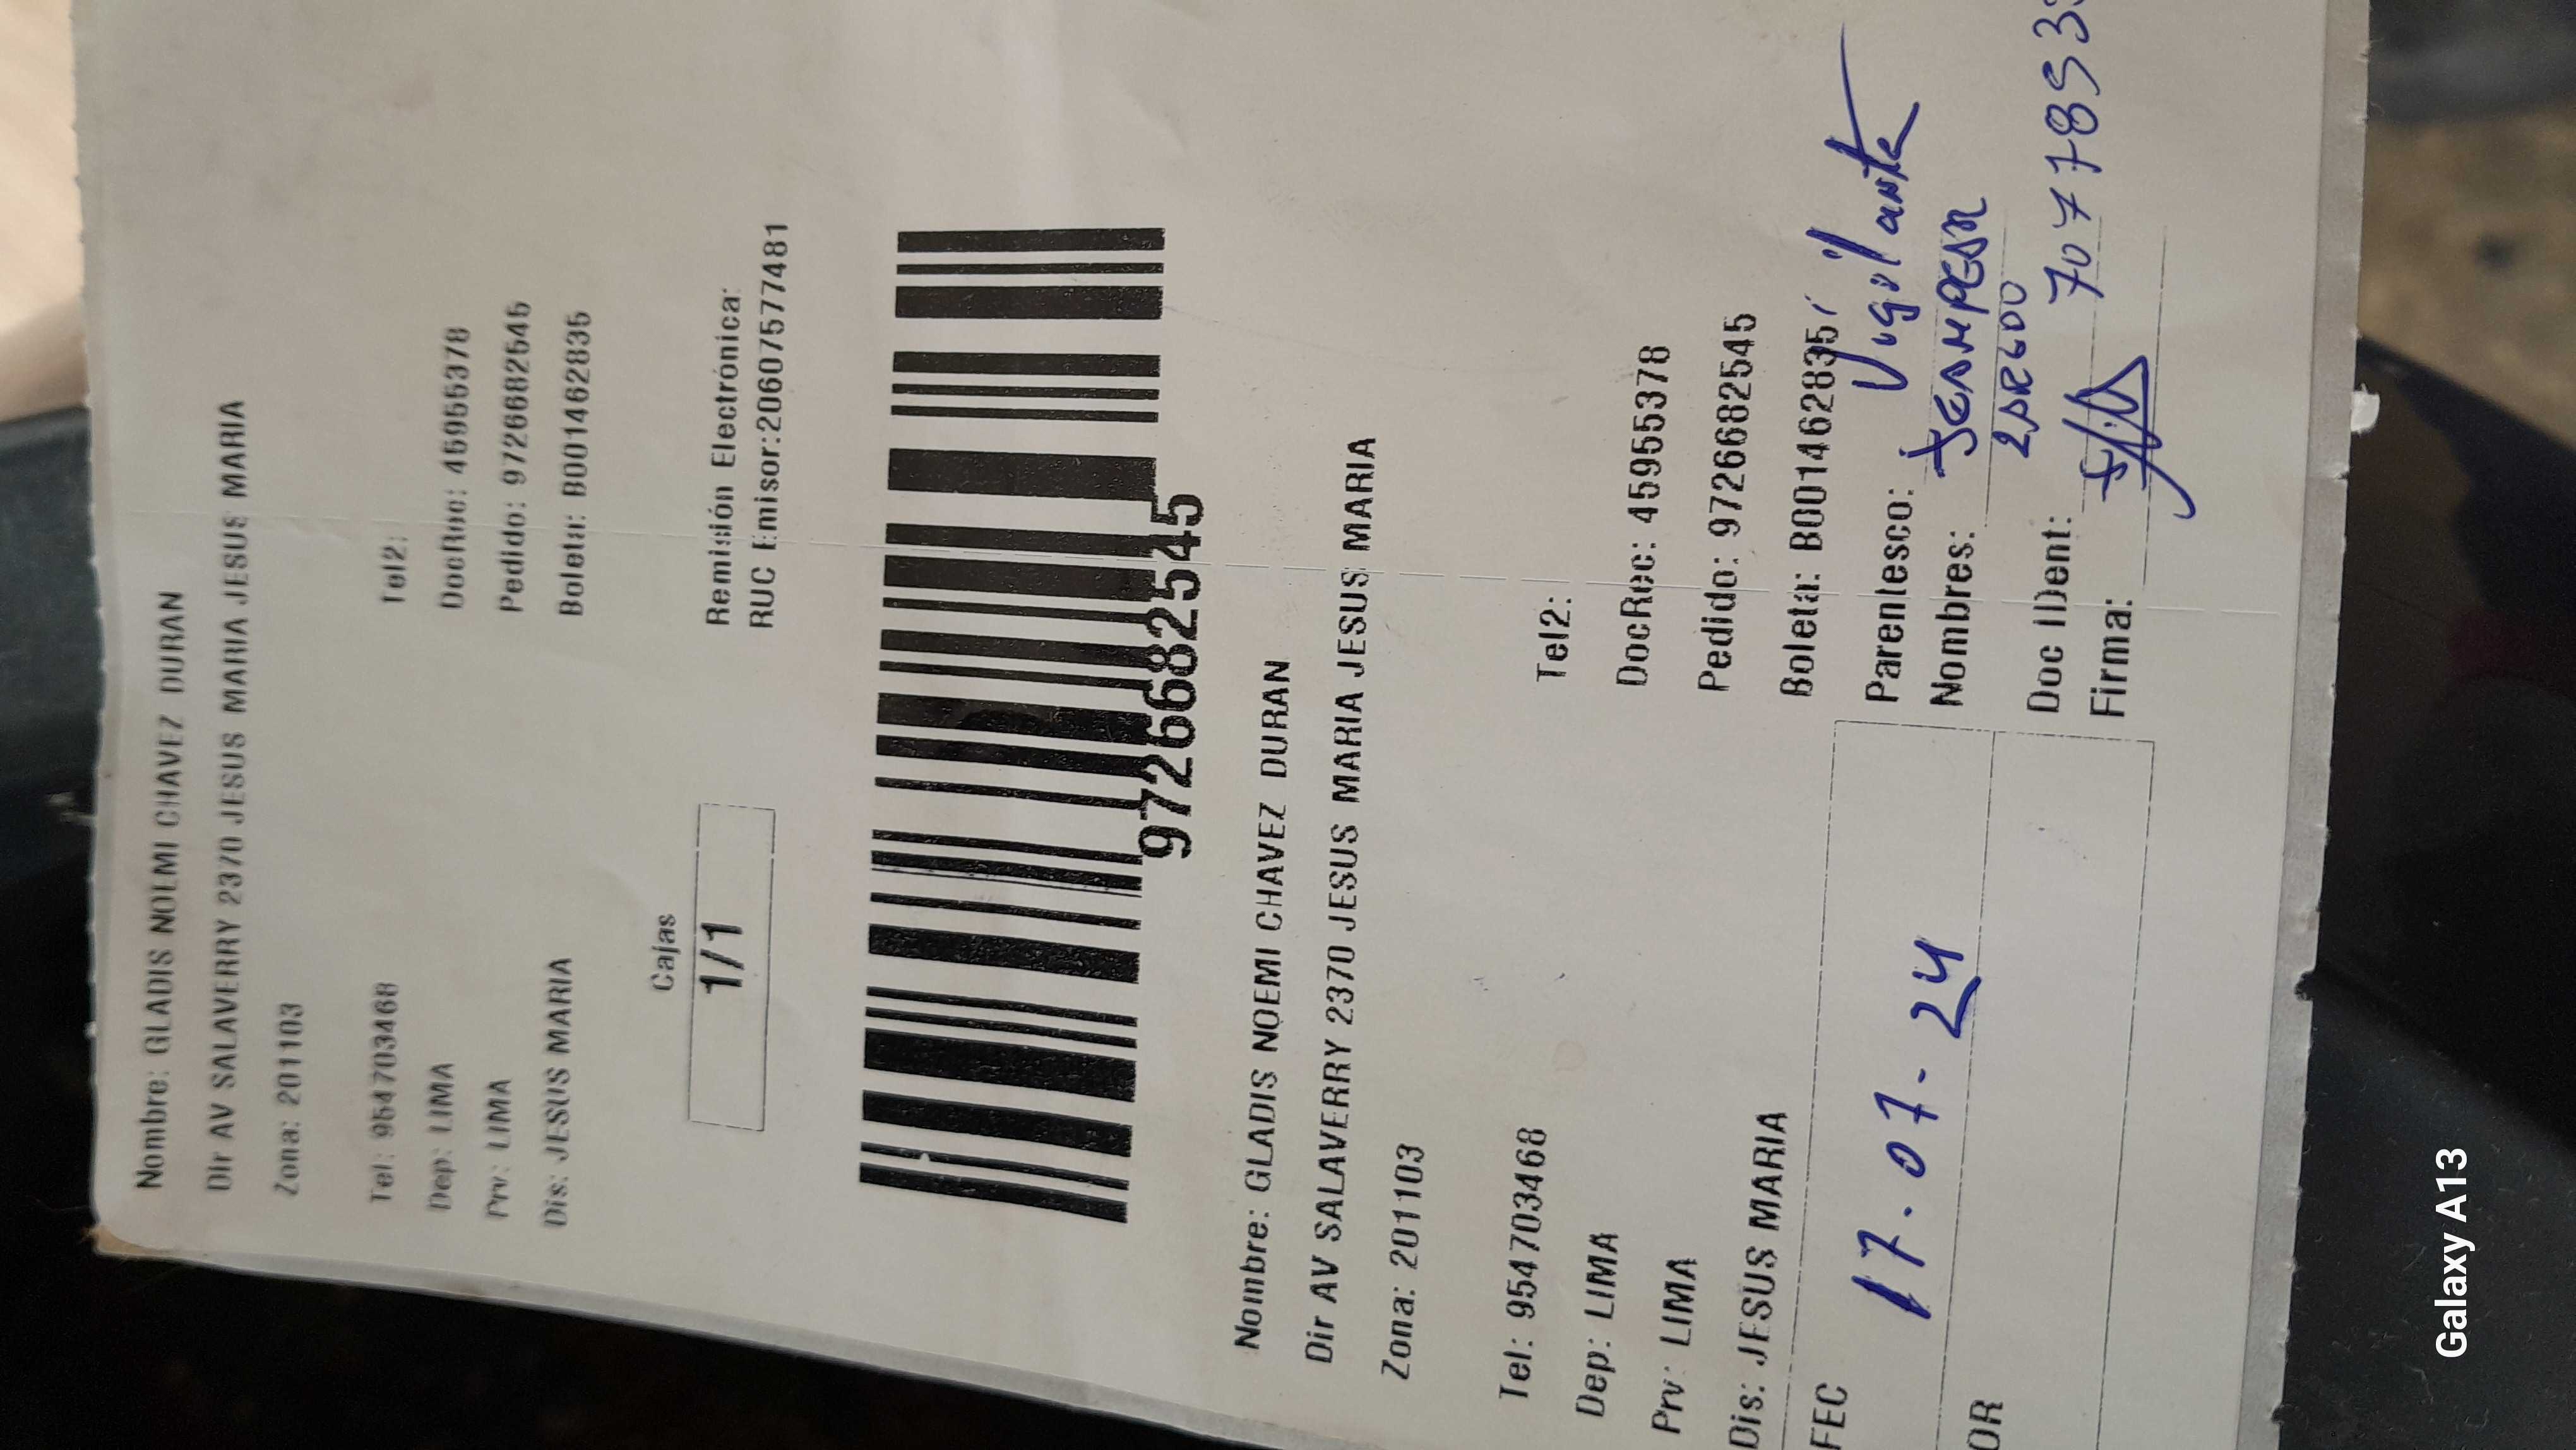 Nombre: GLADIS NOEMI CHAVEZ DURAN
Dir AV SALAVERRY 2370 JESUS MARIA JESUS MARIA
Zona: 201103
Tel: 954703468
Tel2:
Dep: LIMA
DocRec: 45955378
Prv: LIMA
Pedido: 9726682545
Dis: JESUS MARIA
Boleta: B001462835
Cajas
1/1
Remisión Electrónica:
RUC Emisor:20607577481
9726682545
Nombre: GLADIS NOEMI CHAVEZ DURAN
Dir AV SALAVERRY 2370 JESUS MARIA JESUS MARIA
Zona: 201103
Tel: 954703468
Tel2:
Dep: LIMA
DocRec: 45955378
Prv: LIMA
Pedido: 9726682545
Dis: JESUS MARIA
Boleta: B001462835
FEC 17.07-24
Parentesco: Vigilante
Nombres: JEAMPEAR
OR
Doc IDent:
Firma:
Galaxy A13